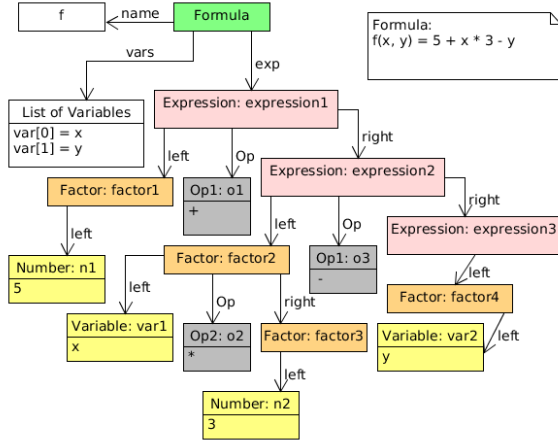 f
name
Formula
Formula:
f(x, y) = 5 + x * 3 - y
vars
exp
List of Variables
var[0] = x
var[1] = y
Expression: expression1
left
Op
right
Factor: factor1
Op1: o1
+
Expression: expression2
left
left
Op
right
Number: n1
5
Factor: factor2
Op1: o3
-
Expression: expression3
left
Op
right
left
Factor: factor4
Variable: var1
x
Op2: o2
*
Factor: factor3
Variable: var2
y
left
left
Number: n2
3